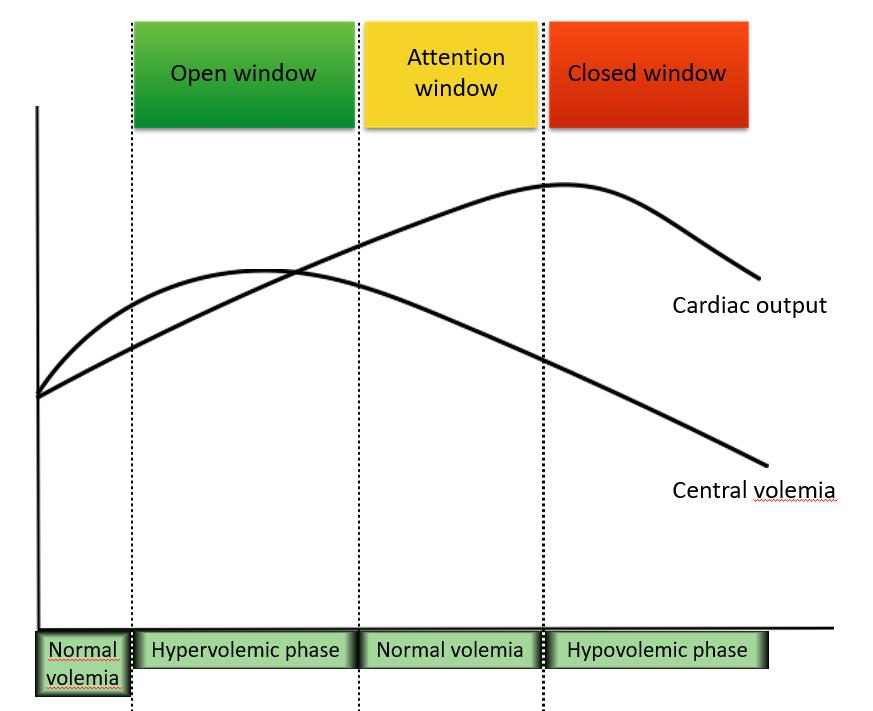 Open window
Attention
window
Closed window
Cardiac output
Central volemia
Normal
volemia
Hypervolemic phase
Normal volemia
Hypovolemic phase